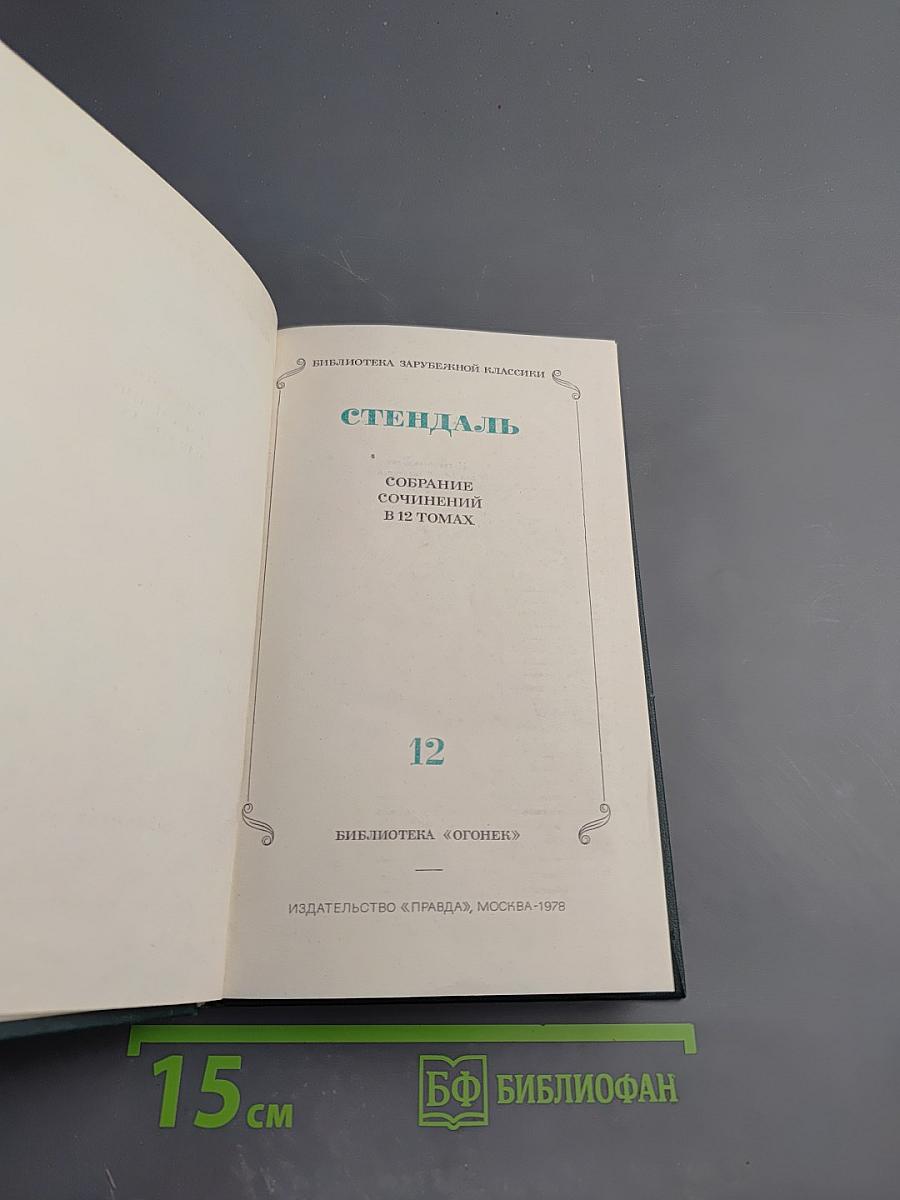 БИБЛИОТЕКА ЗАРУБЕЖНОЙ КЛАССИКИ
СТЕНДАЛЬ
СОБРАНИЕ
СОЧИНЕНИЙ
В 12 ТОМАХ
12
БИБЛИОТЕКА «ОГОНЕК»
ИЗДАТЕЛЬСТВО «ПРАВДА», МОСКВА-1978
15 см
БФ БИБЛИОФАН